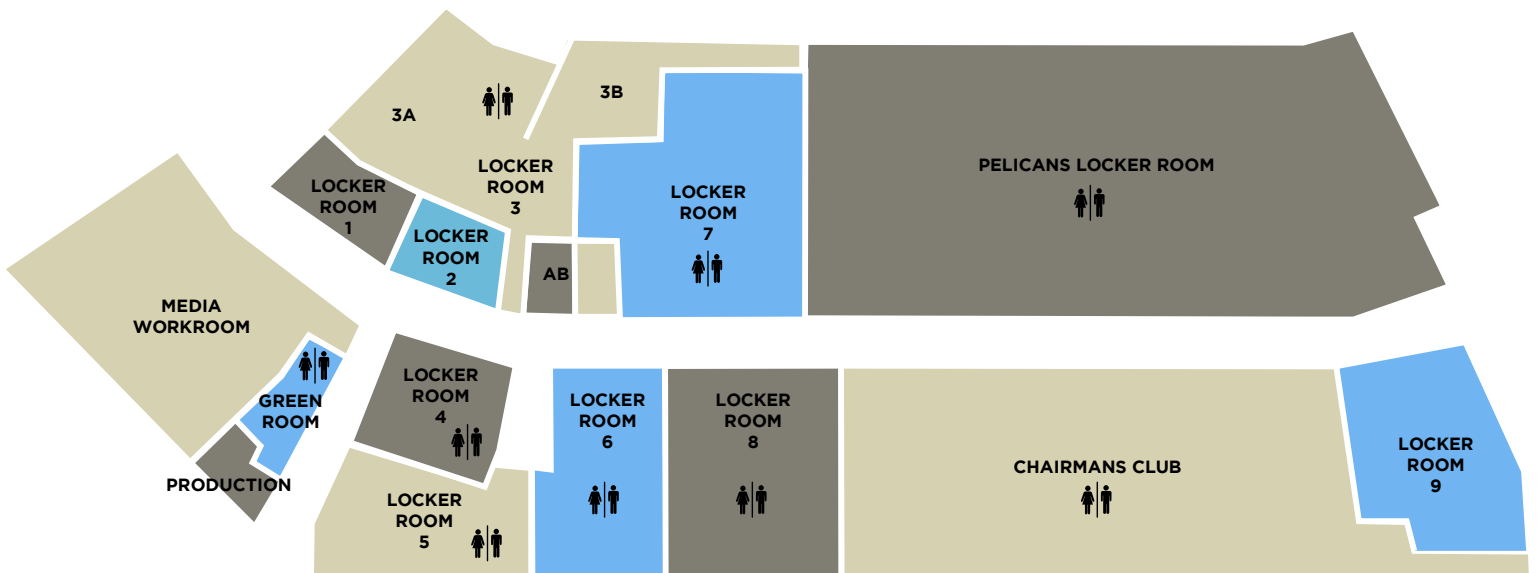 3A
3B
LOCKER
ROOM
3
LOCKER
ROOM
1
LOCKER
ROOM
2
AB
LOCKER
ROOM
7
PELICANS LOCKER ROOM
MEDIA
WORKROOM
GREEN
ROOM
PRODUCTION
LOCKER
ROOM
4
LOCKER
ROOM
5
LOCKER
ROOM
6
LOCKER
ROOM
8
CHAIRMANS CLUB
LOCKER
ROOM
9